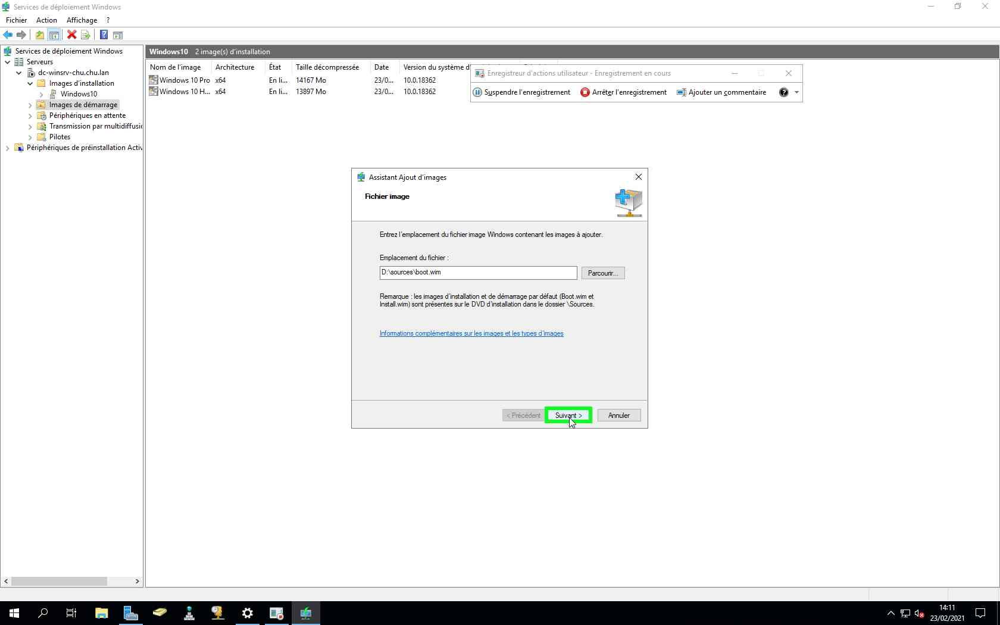 Services de déploiement Windows
Fichier Action Affichage ?
Services de déploiement Windows
Serveurs
dc-winsrv-chu.chu.lan
Images d'installation
Windows10
Images de démarrage
Périphériques en attente
Transmission par multidiffusio
Pilotes
Périphériques de préinstallation Activ
Windows10 2 image(s) d'installation
Nom de l'image Architecture État Taille décompressée Date Version du système d
Windows 10 Pro x64 En li... 14167 Mo 23/0... 10.0.18362
Windows 10 H... x64 En li... 13897 Mo 23/0... 10.0.18362
Enregistreur d'actions utilisateur - Enregistrement en cours
Suspendre l'enregistrement Arrêter l'enregistrement Ajouter un commentaire
Assistant Ajout d'images
Fichier image
Entrez l'emplacement du fichier image Windows contenant les images à ajouter.
Emplacement du fichier :
D:\sources\boot.wim
Parcourir...
Remarque : les images d'installation et de démarrage par défaut (Boot.wim et
Install.wim) sont présentes sur le DVD d'installation dans le dossier \Sources.
Informations complémentaires sur les images et les types d'images
< Précédent Suivant > Annuler
14:11
23/02/2021